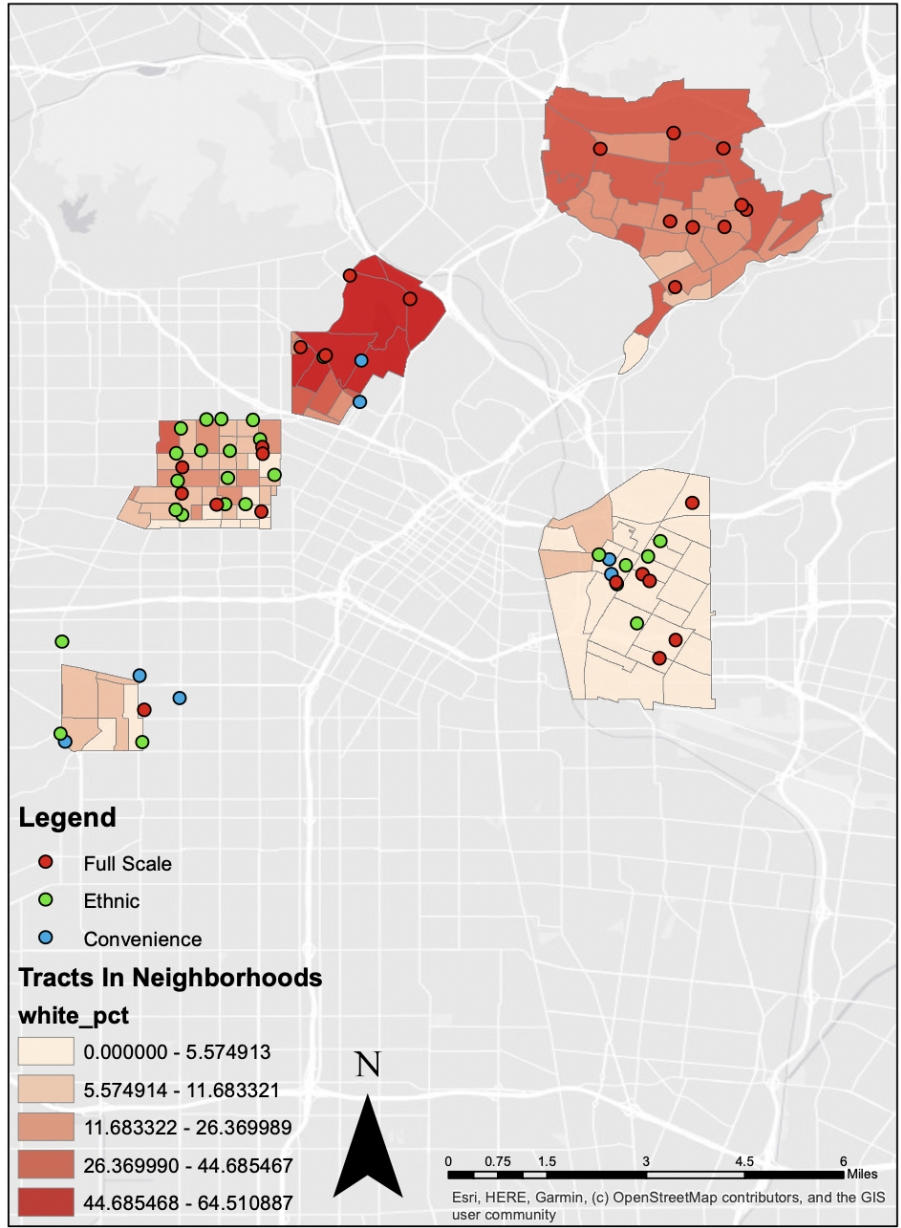 Legend
Full Scale
Ethnic
Convenience
Tracts In Neighborhoods
white_pct
0.000000 - 5.574913
5.574914 - 11.683321
11.683322 - 26.369989
26.369990 - 44.685467
44.685468 - 64.510887
N
0 0.75 1.5 3 4.5 6
Miles
Esri, HERE, Garmin, (c) OpenStreetMap contributors, and the GIS
user community